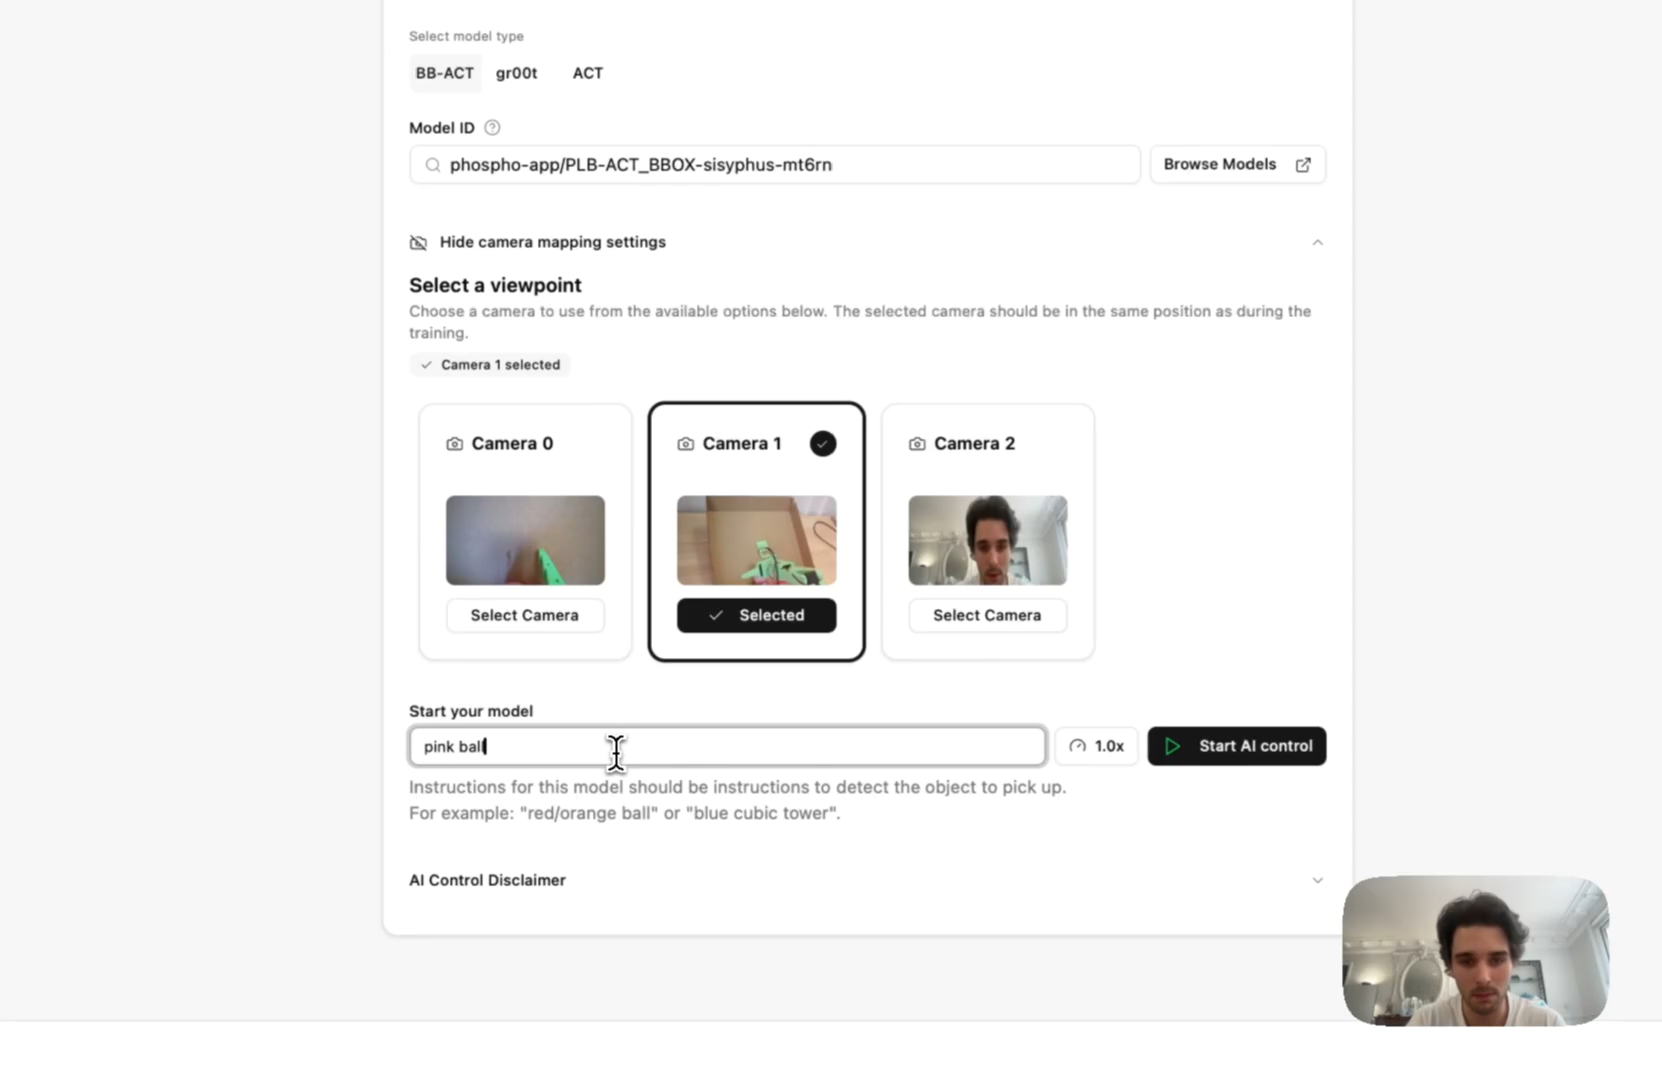 Select model type
BB-ACT gr00t ACT
Model ID
phospho-app/PLB-ACT_BBOX-sisyphus-mt6rn
Browse Models
Hide camera mapping settings
Select a viewpoint
Choose a camera to use from the available options below. The selected camera should be in the same position as during the
training.
Camera 1 selected
Camera 0
Select Camera
Camera 1
Selected
Camera 2
Select Camera
Start your model
pink ball
1.0x
Start AI control
Instructions for this model should be instructions to detect the object to pick up.
For example: "red/orange ball" or "blue cubic tower".
AI Control Disclaimer